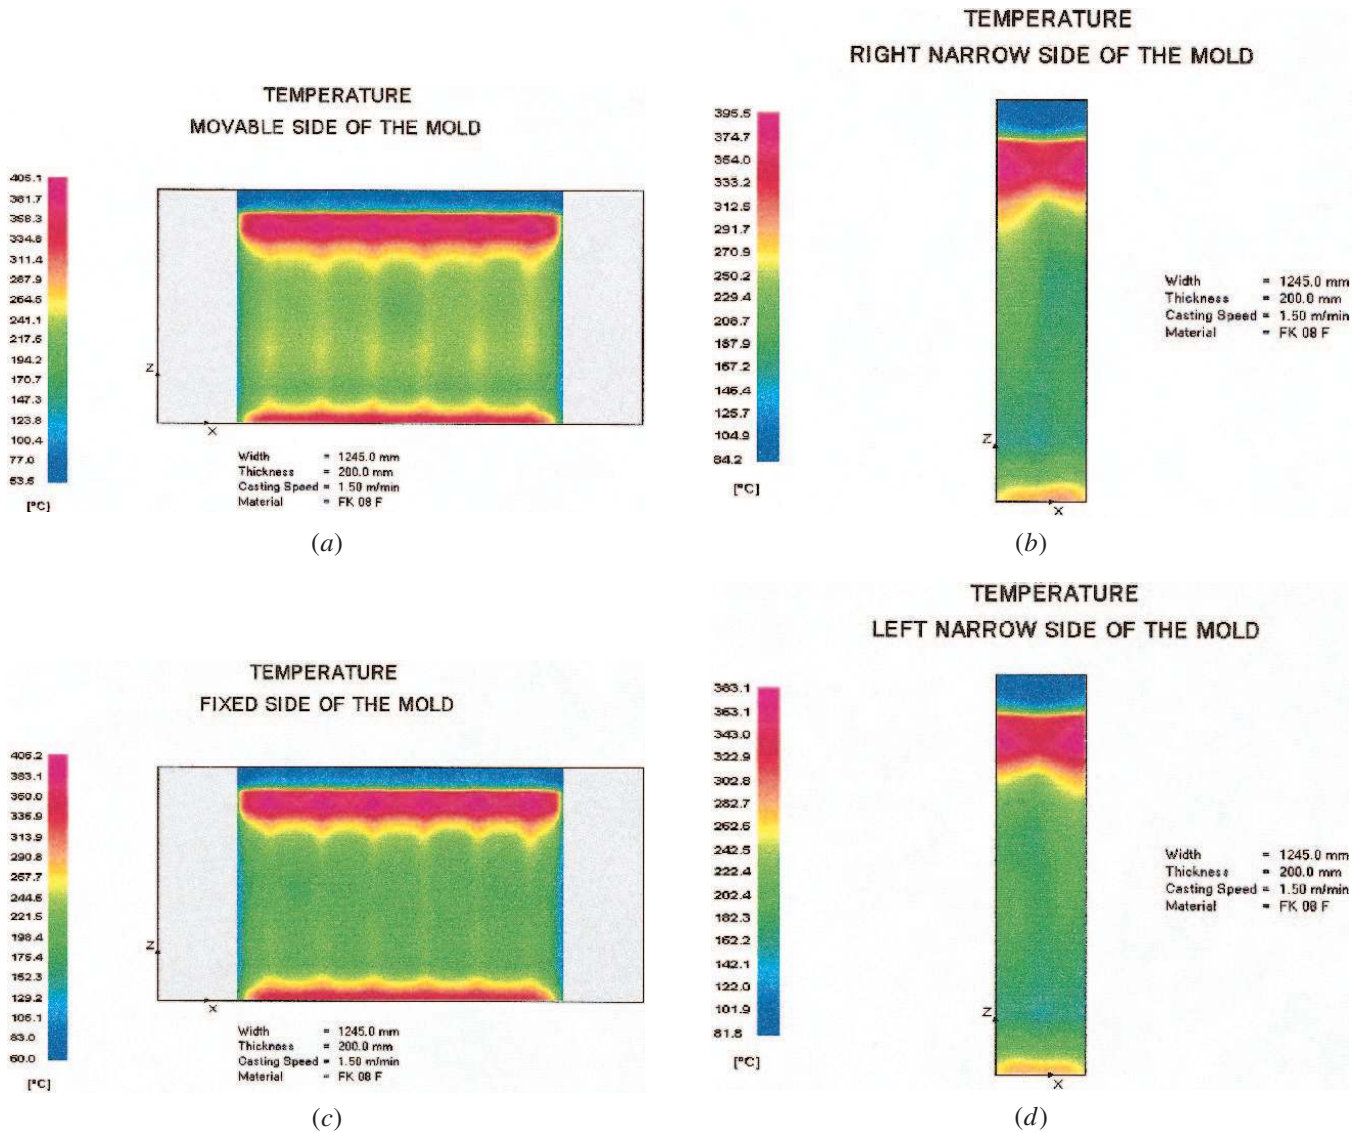 TEMPERATURE
MOVABLE SIDE OF THE MOLD
405.1
381.7
358.3
334.8
311.4
287.9
264.5
241.1
217.6
194.2
170.7
147.3
123.8
100.4
77.0
53.5
[°C]
Z
X
Width = 1245.0 mm
Thickness = 200.0 mm
Casting Speed = 1.50 m/min
Material = FK 08 F
(a)
TEMPERATURE
RIGHT NARROW SIDE OF THE MOLD
395.5
374.7
354.0
333.2
312.5
291.7
270.9
250.2
229.4
208.7
187.9
167.2
146.4
125.7
104.9
84.2
[°C]
Z
X
Width = 1245.0 mm
Thickness = 200.0 mm
Casting Speed = 1.50 m/min
Material = FK 08 F
(b)
TEMPERATURE
FIXED SIDE OF THE MOLD
406.2
383.1
360.0
336.9
313.9
290.8
267.7
244.6
221.5
198.4
175.4
152.3
129.2
106.1
83.0
60.0
[°C]
Z
X
Width = 1245.0 mm
Thickness = 200.0 mm
Casting Speed = 1.50 m/min
Material = FK 08 F
(c)
TEMPERATURE
LEFT NARROW SIDE OF THE MOLD
383.1
363.1
343.0
322.9
302.8
282.7
262.6
242.5
222.4
202.4
182.3
162.2
142.1
122.0
101.9
81.8
[°C]
Z
X
Width = 1245.0 mm
Thickness = 200.0 mm
Casting Speed = 1.50 m/min
Material = FK 08 F
(d)